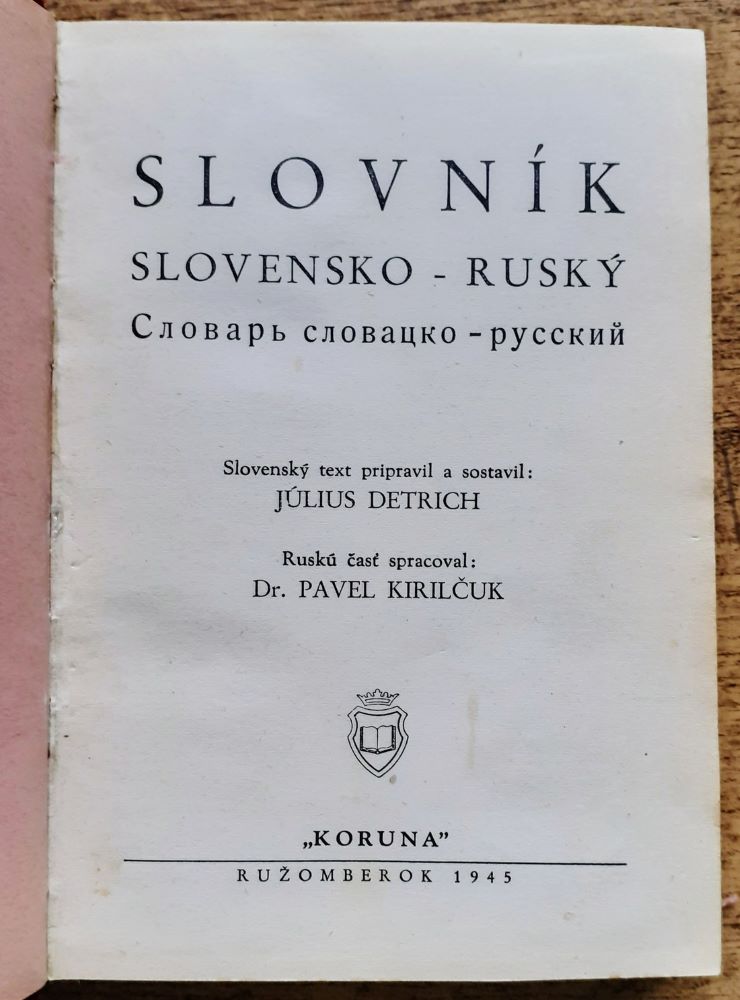 SLOVNÍK
SLOVENSKO - RUSKÝ
Словарь словацко - русский
Slovenský text pripravil a sostavil:
JÚLIUS DETRICH
Ruskú časť spracoval:
Dr. PAVEL KIRILČUK
„KORUNA”
RUŽOMBEROK 1945